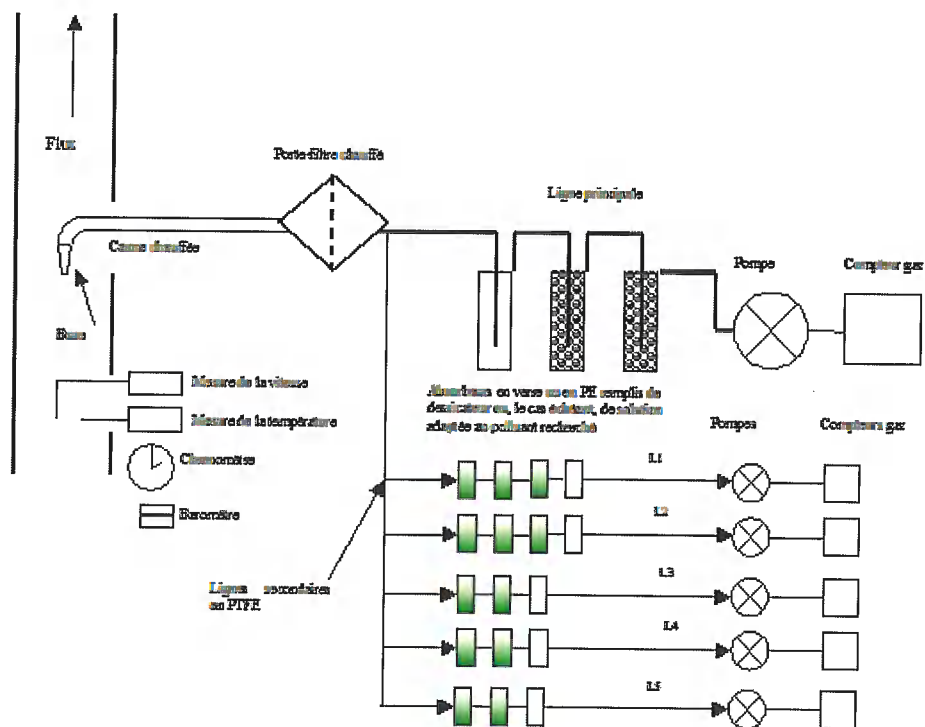 Flux
Porte-filtre chauffé
Ligne principale
Canne chauffée
Pompe
Compteur gaz
Buse
Mesure de la vitesse
Absorbeurs en verre ou en PE remplis de
dessicateur ou, le cas échéant, de solution
adaptée au polluant recherché
Mesure de la température
Pompes
Compteurs gaz
Chronomètre
L1
Baromètre
L2
L3
Lignes secondaires
en PTFE
L4
L5